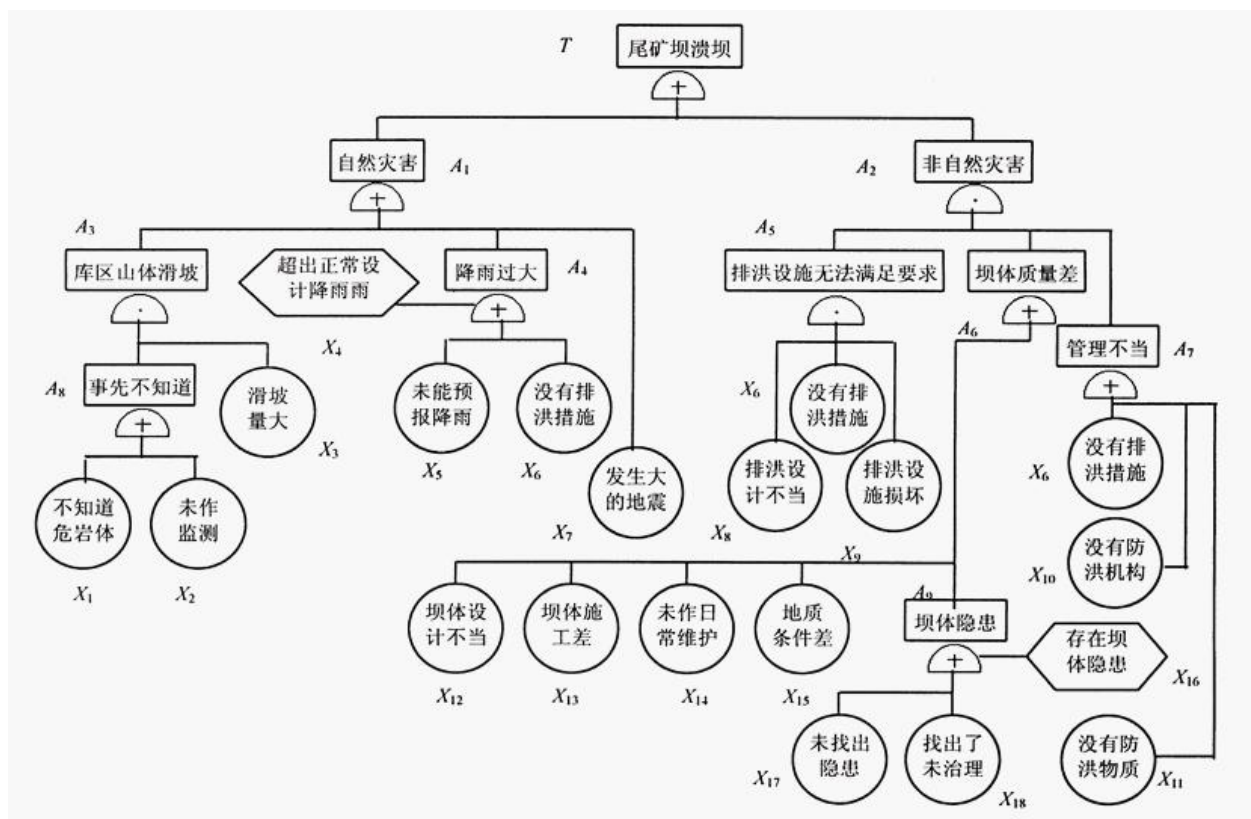 T
尾矿坝溃坝
+
自然灾害
A1
+
A2
非自然灾害
·
A3
库区山体滑坡
·
超出正常设
计降雨雨
X4
降雨过大
A4
+
A5
排洪设施无法满足要求
·
坝体质量差
+
A6
管理不当
A7
+
A8
事先不知道
+
滑坡
量大
X3
未能预
报降雨
X5
没有排
洪措施
X6
发生大
的地震
X7
X6
没有排
洪措施
排洪设
计不当
X8
排洪设
施损坏
X9
没有排
洪措施
X6
没有防
洪机构
X10
不知道
危岩体
X1
未作
监测
X2
坝体设
计不当
X12
坝体施
工差
X13
未作日
常维护
X14
地质
条件差
X15
A9
坝体隐患
+
存在坝
体隐患
X16
未找出
隐患
X17
找出了
未治理
X18
没有防
洪物质
X11